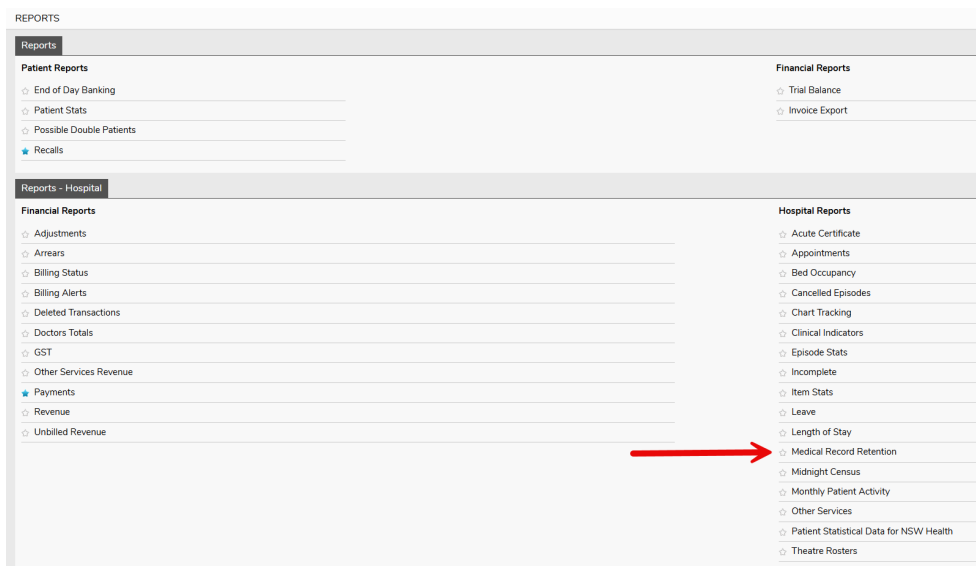 REPORTS
Reports
Patient Reports
End of Day Banking
Patient Stats
Possible Double Patients
Recalls
Financial Reports
Trial Balance
Invoice Export
Reports - Hospital
Financial Reports
Adjustments
Arrears
Billing Status
Billing Alerts
Deleted Transactions
Doctors Totals
GST
Other Services Revenue
Payments
Revenue
Unbilled Revenue
Hospital Reports
Acute Certificate
Appointments
Bed Occupancy
Cancelled Episodes
Chart Tracking
Clinical Indicators
Episode Stats
Incomplete
Item Stats
Leave
Length of Stay
Medical Record Retention
Midnight Census
Monthly Patient Activity
Other Services
Patient Statistical Data for NSW Health
Theatre Rosters